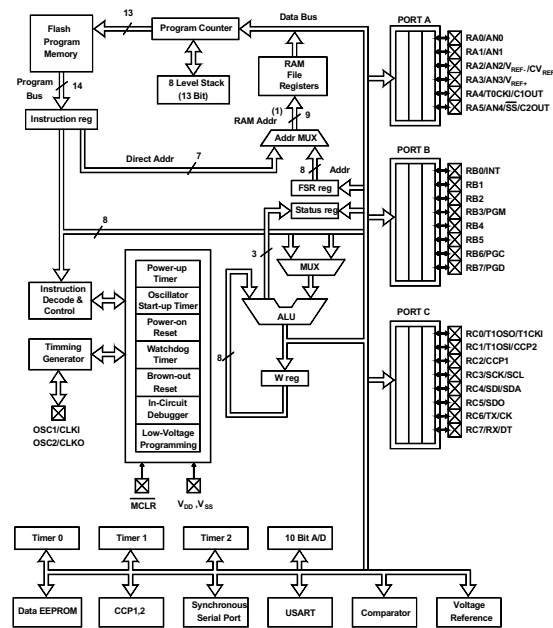 13
Flash
Program
Memory
Program Counter
Data Bus
PORT A
RA0/AN0
RA1/AN1
RA2/AN2/VREF-/CVREF
RA3/AN3/VREF+
RA4/T0CKI/C1OUT
RA5/AN4/SS/C2OUT
8 Level Stack
(13 Bit)
RAM
File
Registers
Program
Bus
14
Instruction reg
(1)
RAM Addr
9
Addr MUX
Direct Addr
7
8
Addr
FSR reg
Status reg
PORT B
RB0/INT
RB1
RB2
RB3/PGM
RB4
RB5
RB6/PGC
RB7/PGD
8
3
MUX
ALU
8
W reg
Instruction
Decode &
Control
Timming
Generator
OSC1/CLKI
OSC2/CLKO
Power-up
Timer
Oscillator
Start-up Timer
Power-on
Reset
Watchdog
Timer
Brown-out
Reset
In-Circuit
Debugger
Low-Voltage
Programming
MCLR
VDD ,VSS
PORT C
RC0/T1OSO/T1CKI
RC1/T1OSI/CCP2
RC2/CCP1
RC3/SCK/SCL
RC4/SDI/SDA
RC5/SDO
RC6/TX/CK
RC7/RX/DT
Timer 0
Timer 1
Timer 2
10 Bit A/D
Data EEPROM
CCP1,2
Synchronous
Serial Port
USART
Comparator
Voltage
Reference